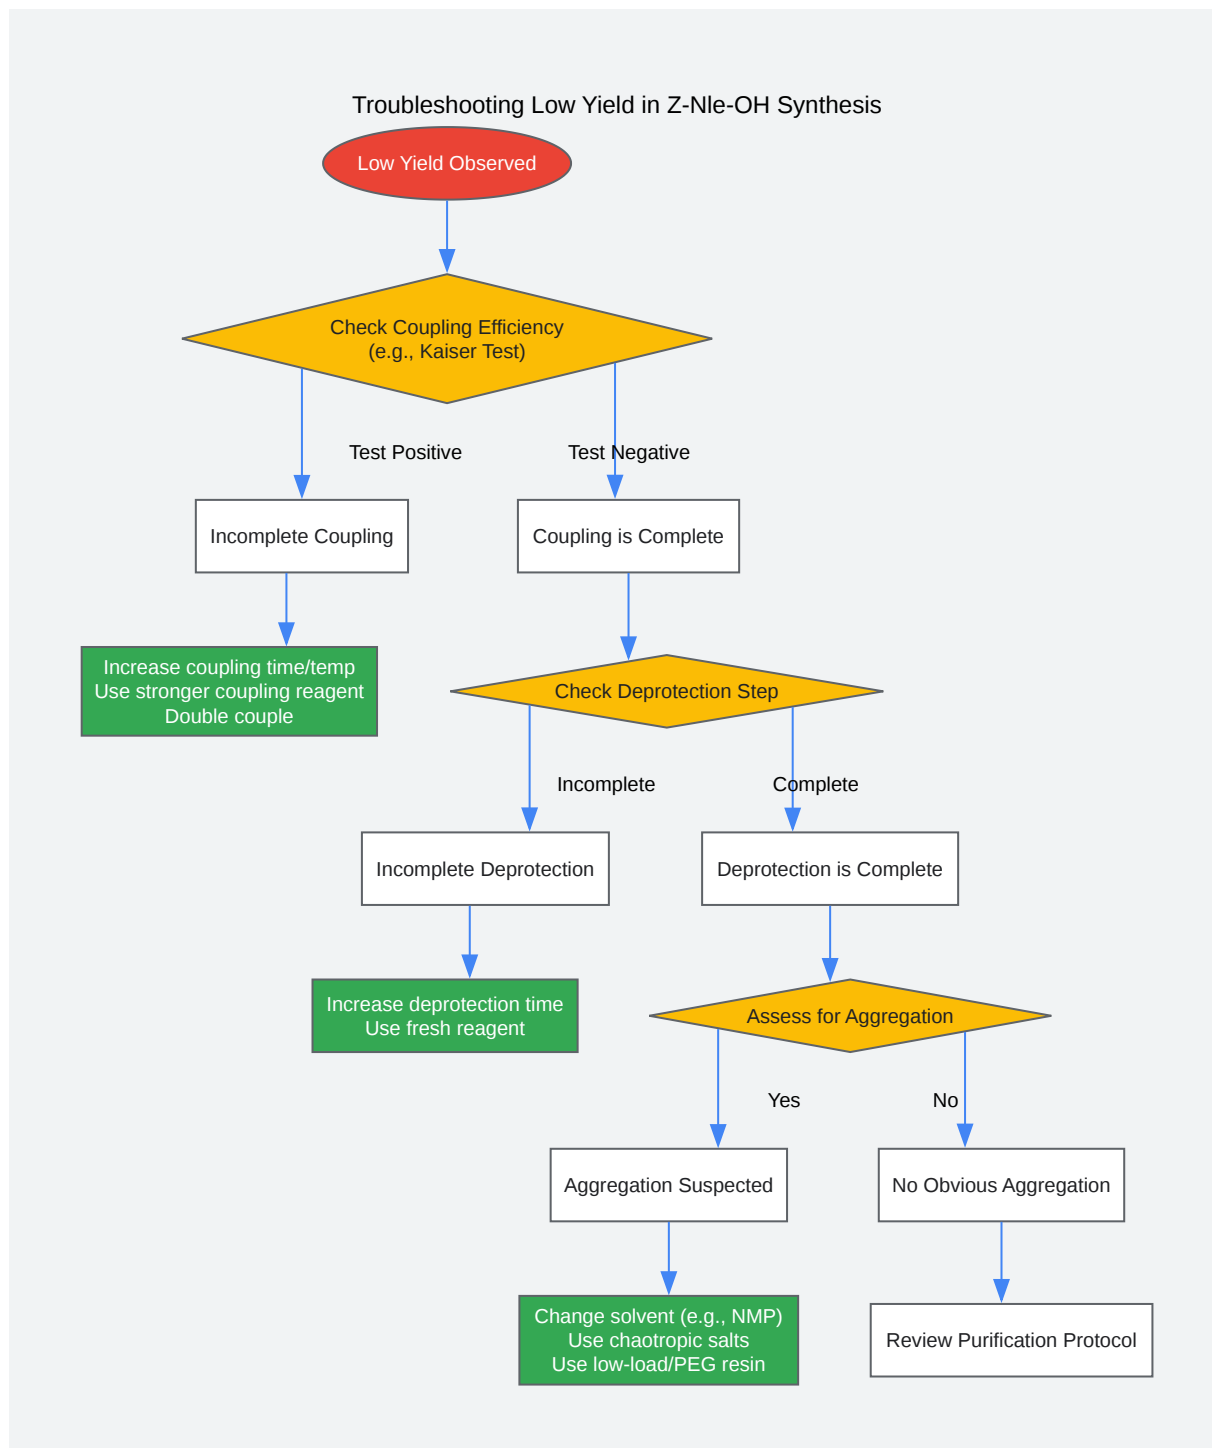 Troubleshooting Low Yield in Z-Nle-OH Synthesis
Low Yield Observed
Check Coupling Efficiency
(e.g., Kaiser Test)
Test Positive
Test Negative
Incomplete Coupling
Coupling is Complete
Increase coupling time/temp
Use stronger coupling reagent
Double couple
Check Deprotection Step
Incomplete
Complete
Incomplete Deprotection
Deprotection is Complete
Increase deprotection time
Use fresh reagent
Assess for Aggregation
Yes
No
Aggregation Suspected
No Obvious Aggregation
Change solvent (e.g., NMP)
Use chaotropic salts
Use low-load/PEG resin
Review Purification Protocol